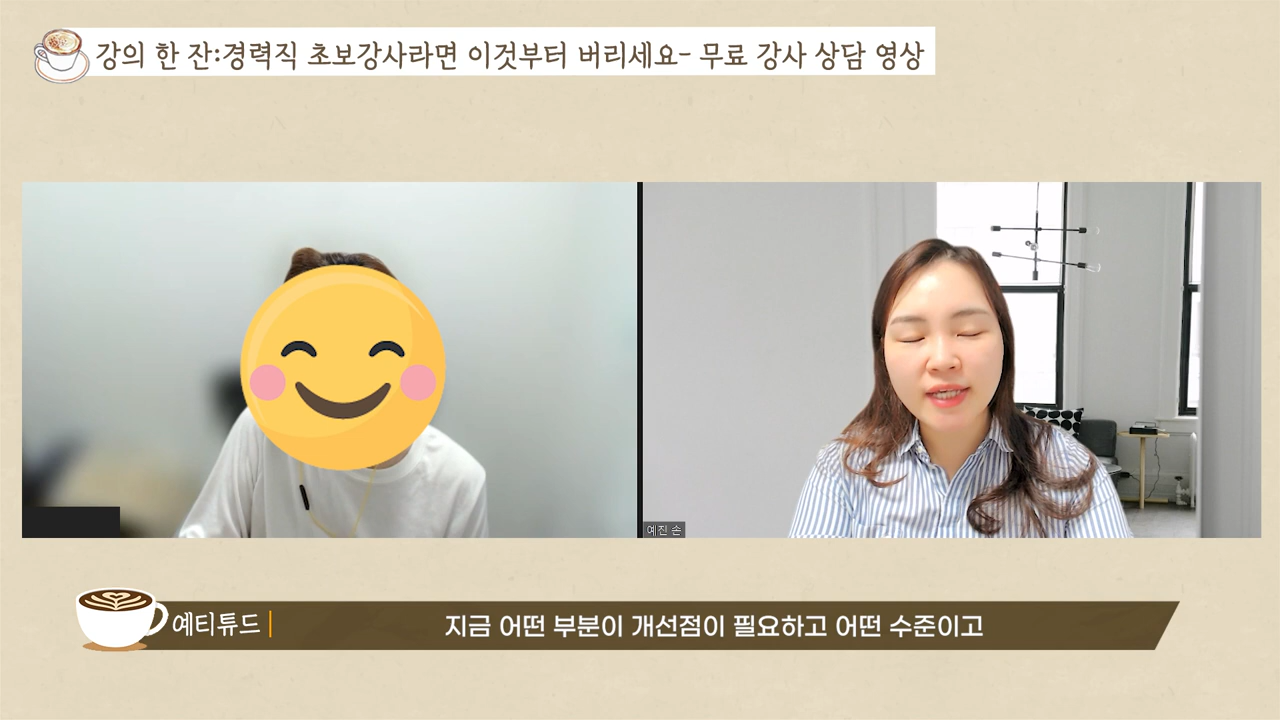 강의 한 잔:경력직 초보강사라면 이것부터 버리세요- 무료 강사 상담 영상
예진 손
예티튜드
지금 어떤 부분이 개선점이 필요하고 어떤 수준이고